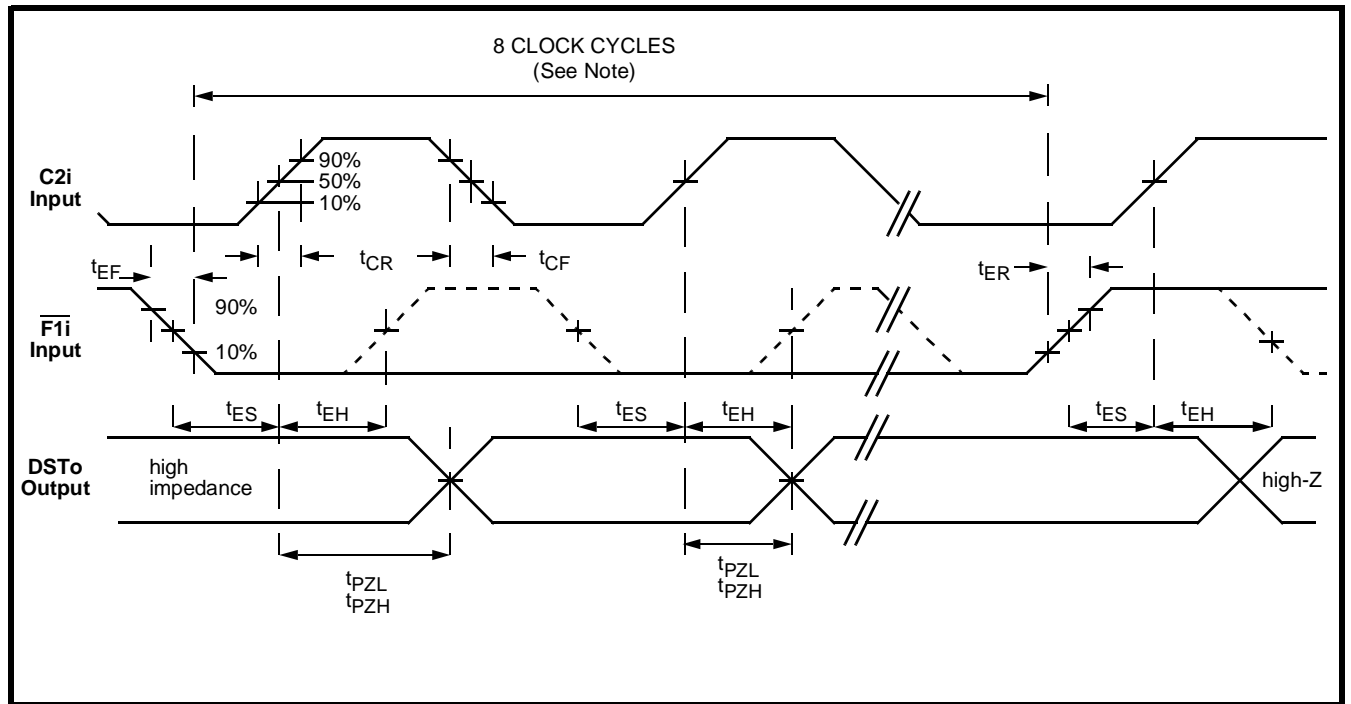 8 CLOCK CYCLES
(See Note)
C2i
Input
90%
50%
10%
tEF
tCR
tCF
tER
F1i
Input
90%
10%
tES
tEH
tES
tEH
tES
tEH
DSTo
Output
high
impedance
high-Z
tPZL
tPZH
tPZL
tPZH